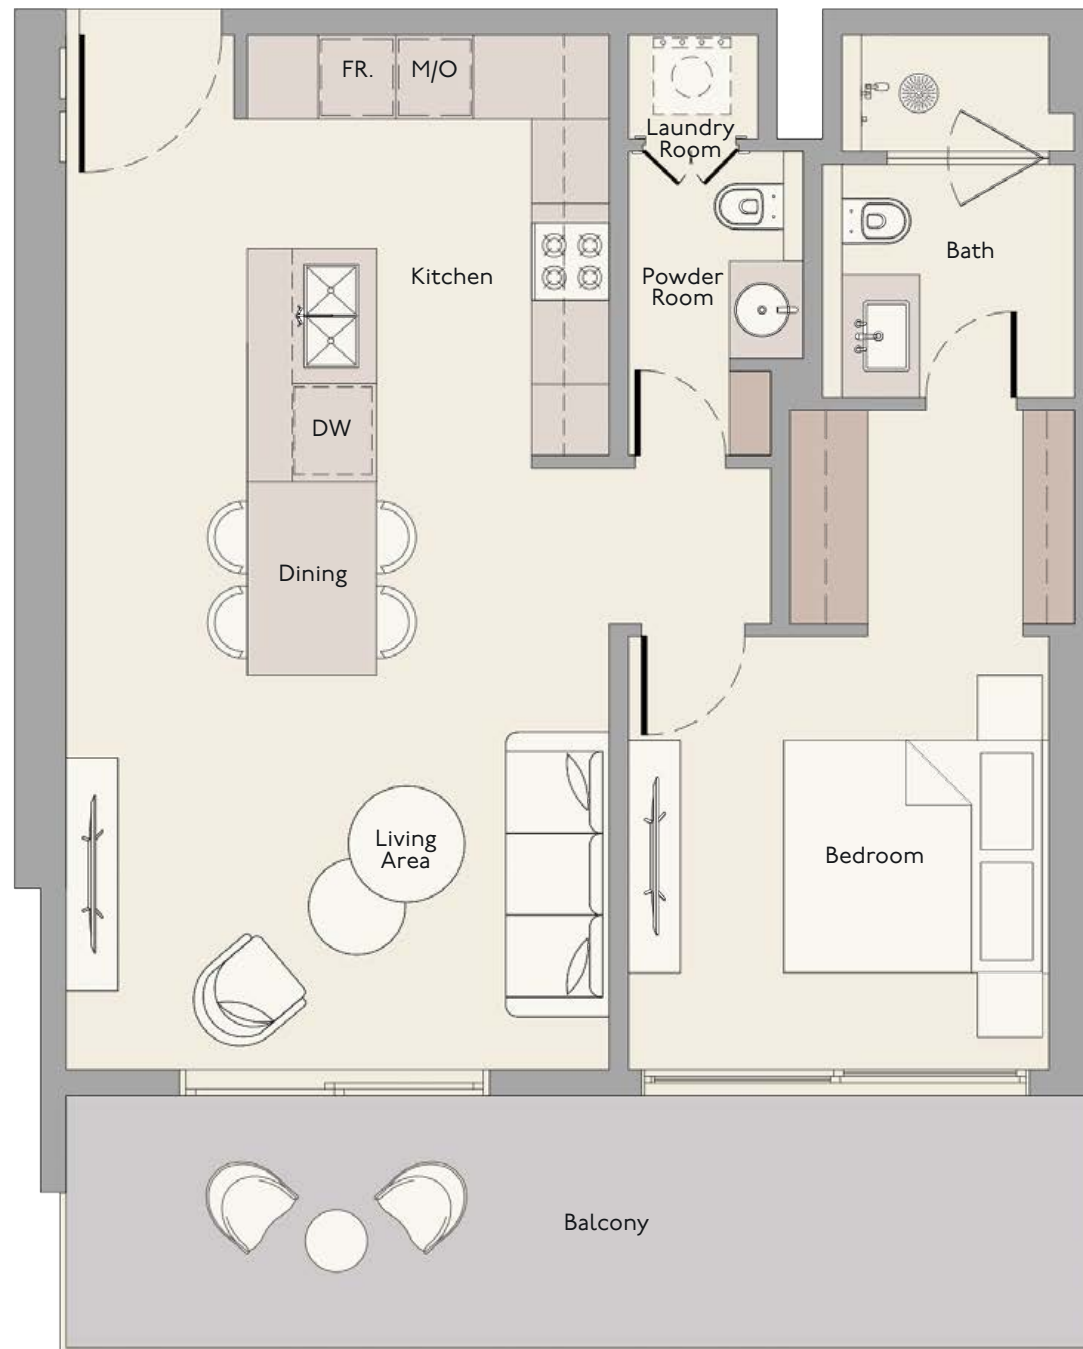 FR. M/O
Laundry
Room
Kitchen
Powder
Room
Bath
DW
Dining
Living
Area
Bedroom
Balcony